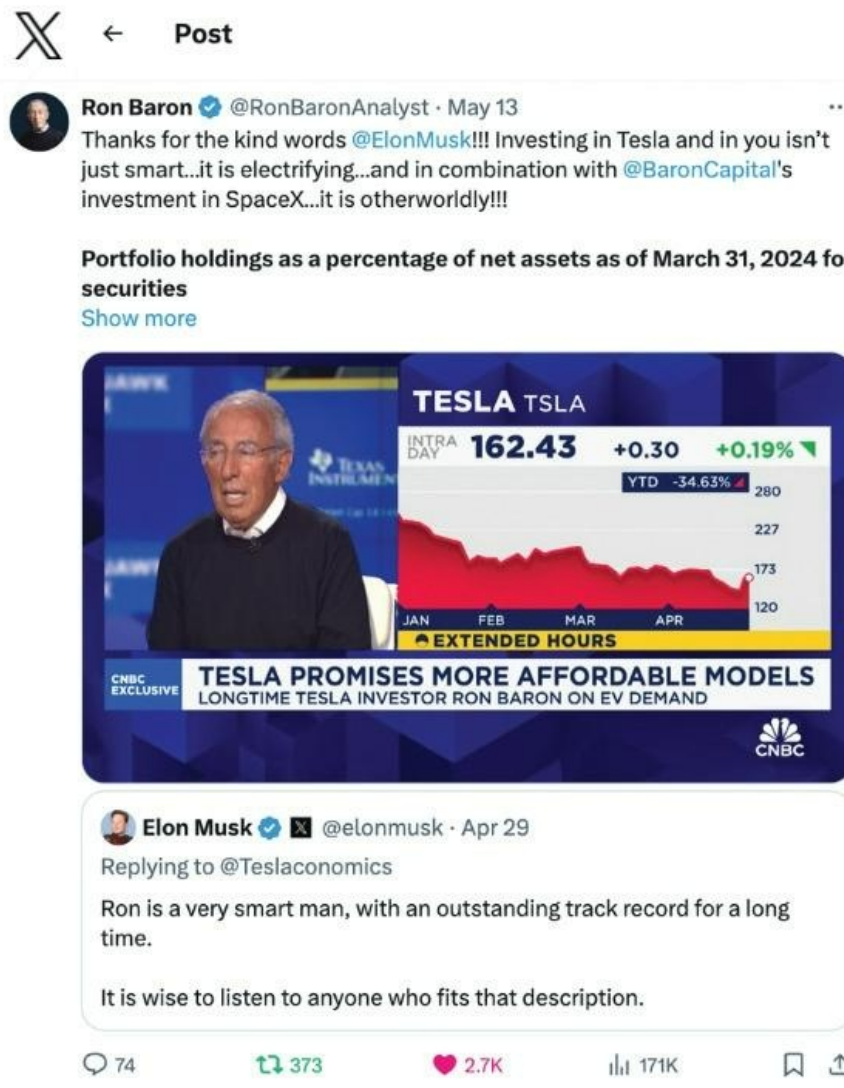 Post
Ron Baron @RonBaronAnalyst · May 13
Thanks for the kind words @ElonMusk!!! Investing in Tesla and in you isn’t
just smart...it is electrifying...and in combination with @BaronCapital's
investment in SpaceX...it is otherworldly!!!
Portfolio holdings as a percentage of net assets as of March 31, 2024 fo
securities
Show more
TEXAS
INSTRUMEN
TESLA TSLA
INTRA
DAY 162.43 +0.30 +0.19%
YTD -34.63%
280
227
173
120
JAN FEB MAR APR
EXTENDED HOURS
CNBC
EXCLUSIVE
TESLA PROMISES MORE AFFORDABLE MODELS
LONGTIME TESLA INVESTOR RON BARON ON EV DEMAND
CNBC
Elon Musk X @elonmusk · Apr 29
Replying to @Teslaconomics
Ron is a very smart man, with an outstanding track record for a long
time.
It is wise to listen to anyone who fits that description.
74 373 2.7K 171K